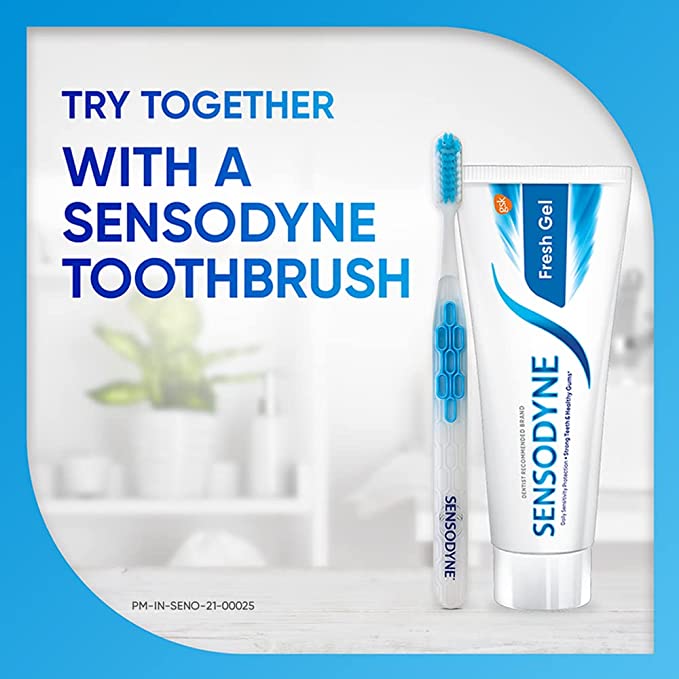 TRY TOGETHER
WITH A
SENSODYNE
TOOTHBRUSH
gsk
Fresh Gel
DENTIST RECOMMENDED BRAND
SENSODYNE
Daily Sensitivity Protection • Strong Teeth & Healthy Gums*
SENSODYNE
PM-IN-SENO-21-00025